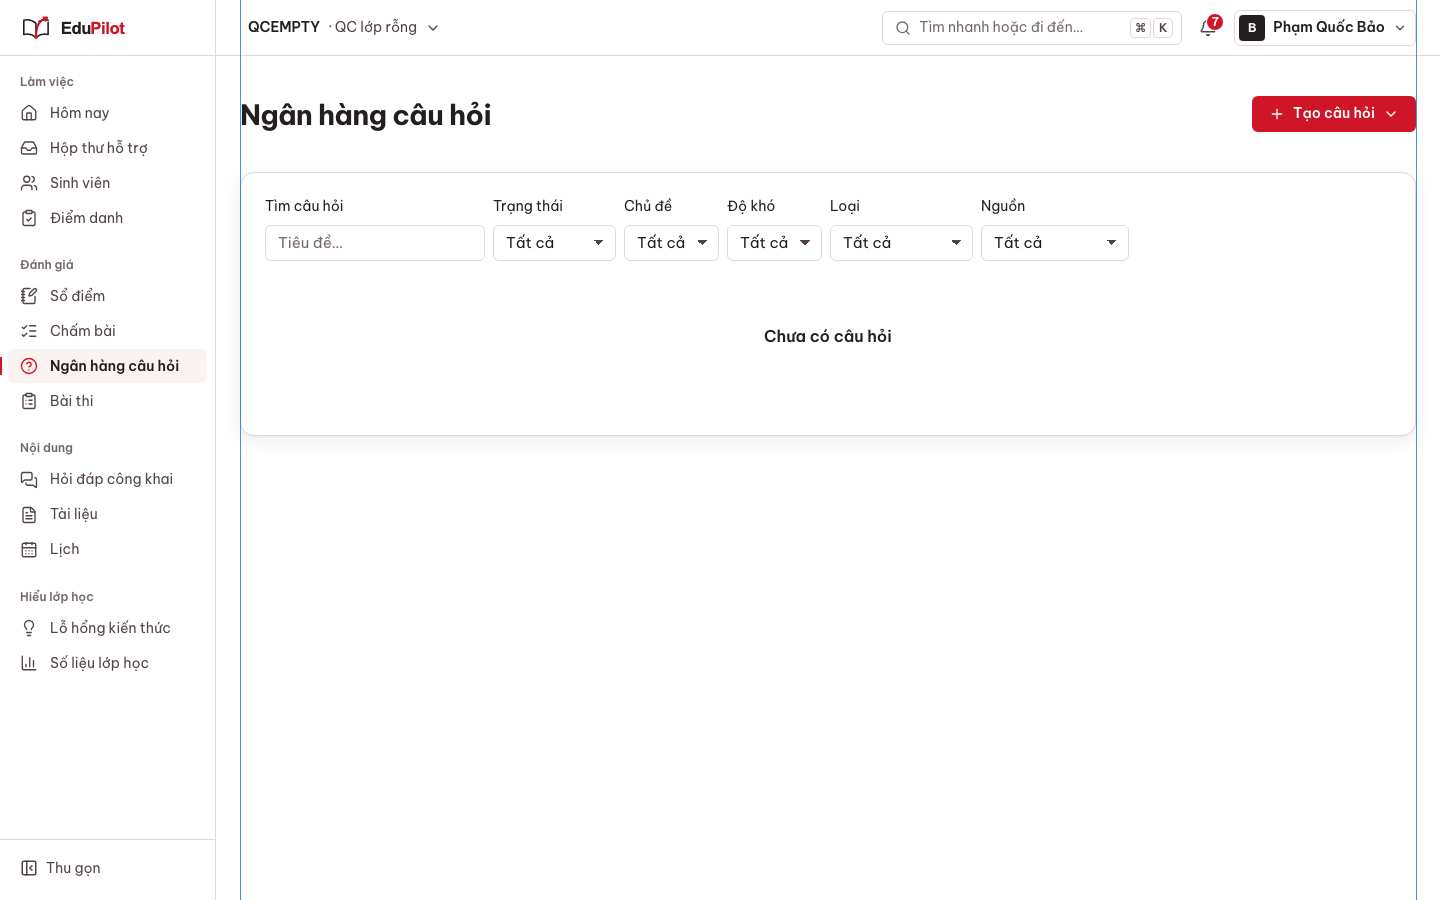 EduPilot
QCEMPTY · QC lớp rỗng
Tìm nhanh hoặc đi đến...
⌘ K
7
B Phạm Quốc Bảo
Làm việc
Hôm nay
Hộp thư hỗ trợ
Sinh viên
Điểm danh
Đánh giá
Sổ điểm
Chấm bài
Ngân hàng câu hỏi
Bài thi
Nội dung
Hỏi đáp công khai
Tài liệu
Lịch
Hiểu lớp học
Lỗ hổng kiến thức
Số liệu lớp học
Thu gọn
Ngân hàng câu hỏi
Tạo câu hỏi
Tìm câu hỏi Trạng thái Chủ đề Độ khó Loại Nguồn
Tiêu đề... Tất cả Tất cả Tất cả Tất cả Tất cả
Chưa có câu hỏi